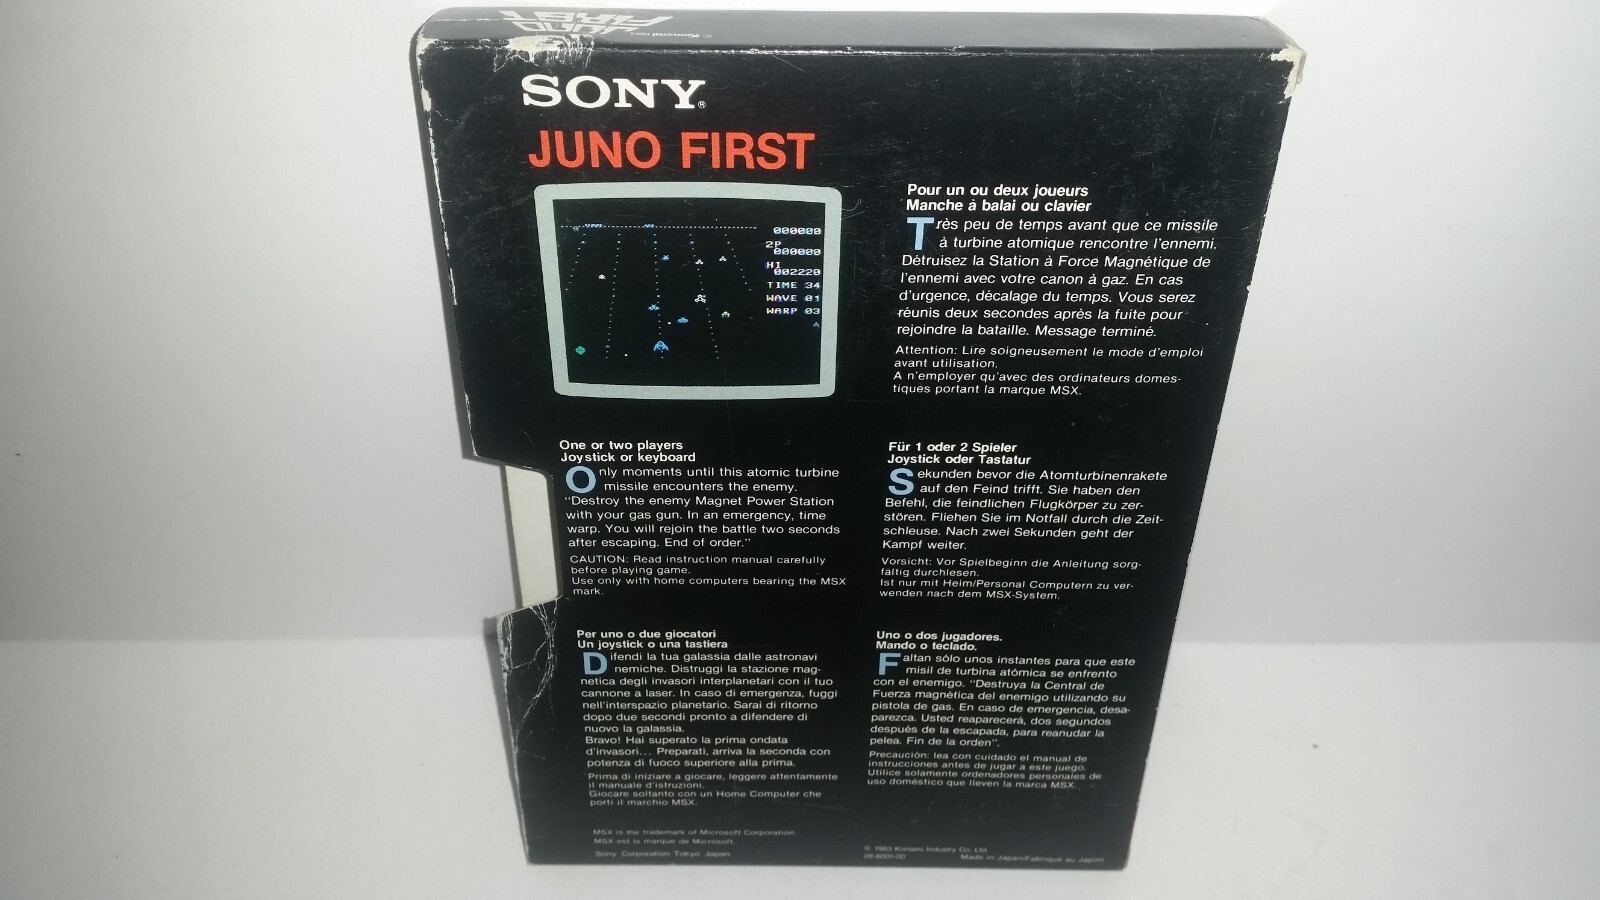 JUNO FIRST
© Konami 1983
SONY®
JUNO FIRST
000000
2P
000000
HI
002220
TIME 34
WAVE 01
WARP 03
Pour un ou deux joueurs
Manche à balai ou clavier
Très peu de temps avant que ce missile
à turbine atomique rencontre l'ennemi.
Détruisez la Station à Force Magnétique de
l'ennemi avec votre canon à gaz. En cas
d'urgence, décalage du temps. Vous serez
réunis deux secondes après la fuite pour
rejoindre la bataille. Message terminé.
Attention: Lire soigneusement le mode d'emploi
avant utilisation.
A n'employer qu'avec des ordinateurs domes-
tiques portant la marque MSX.
One or two players
Joystick or keyboard
Only moments until this atomic turbine
missile encounters the enemy.
"Destroy the enemy Magnet Power Station
with your gas gun. In an emergency, time
warp. You will rejoin the battle two seconds
after escaping. End of order."
CAUTION: Read instruction manual carefully
before playing game.
Use only with home computers bearing the MSX
mark.
Für 1 oder 2 Spieler
Joystick oder Tastatur
Sekunden bevor die Atomturbinenrakete
auf den Feind trifft. Sie haben den
Befehl, die feindlichen Flugkörper zu zer-
stören. Fliehen Sie im Notfall durch die Zeit-
schleuse. Nach zwei Sekunden geht der
Kampf weiter.
Vorsicht: Vor Spielbeginn die Anleitung sorg-
fältig durchlesen.
Ist nur mit Heim/Personal Computern zu ver-
wenden nach dem MSX-System.
Per uno o due giocatori
Un joystick o una tastiera
Difendi la tua galassia dalle astronavi
nemiche. Distruggi la stazione mag-
netica degli invasori interplanetari con il tuo
cannone a laser. In caso di emergenza, fuggi
nell'interspazio planetario. Sarai di ritorno
dopo due secondi pronto a difendere di
nuovo la galassia.
Bravo! Hai superato la prima ondata
d'invasori... Preparati, arriva la seconda con
potenza di fuoco superiore alla prima.
Prima di iniziare a giocare, leggere attentamente
il manuale d'istruzioni.
Giocare soltanto con un Home Computer che
porti il marchio MSX.
Uno o dos jugadores.
Mando o teclado.
Faltan sólo unos instantes para que este
misil de turbina atómica se enfrento
con el enemigo. "Destruya la Central de
Fuerza magnética del enemigo utilizando su
pistola de gas. En caso de emergencia, desa-
parezca. Usted reaparecerá, dos segundos
después de la escapada, para reanudar la
pelea. Fin de la orden".
Precaución: lea con cuidado el manual de
instrucciones antes de jugar a este juego.
Utilice solamente ordenadores personales de
uso doméstico que lleven la marca MSX.
MSX is the trademark of Microsoft Corporation.
MSX est la marque de Microsoft.
Sony Corporation Tokyo Japan
© 1983 Konami Industry Co. Ltd.
28-6001-00
Made in Japan/Fabriqué au Japon